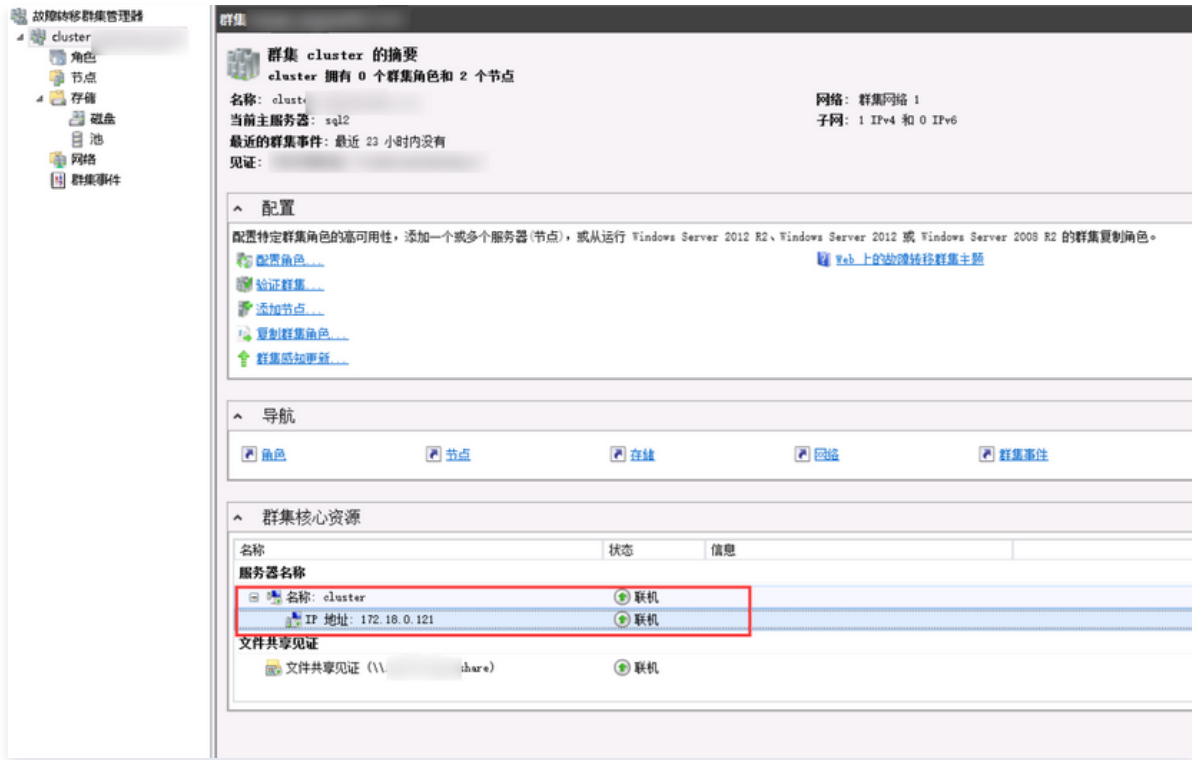 故障转移群集管理器
cluster
角色
节点
存储
磁盘
池
网络
群集事件
群集
群集 cluster 的摘要
cluster 拥有 0 个群集角色和 2 个节点
名称: cluste
网络: 群集网络 1
当前主服务器: sql2
子网: 1 IPv4 和 0 IPv6
最近的群集事件: 最近 23 小时内没有
见证:
配置
配置特定群集角色的高可用性，添加一个或多个服务器(节点)，或从运行 Windows Server 2012 R2、Windows Server 2012 或 Windows Server 2008 R2 的群集复制角色。
配置角色...
Web 上的故障转移群集主题
验证群集...
添加节点...
复制群集角色...
群集感知更新...
导航
角色 节点 存储 网络 群集事件
群集核心资源
名称 状态 信息
服务器名称
名称: cluster 联机
IP 地址: 172.18.0.121 联机
文件共享见证
文件共享见证 (\\ share) 联机